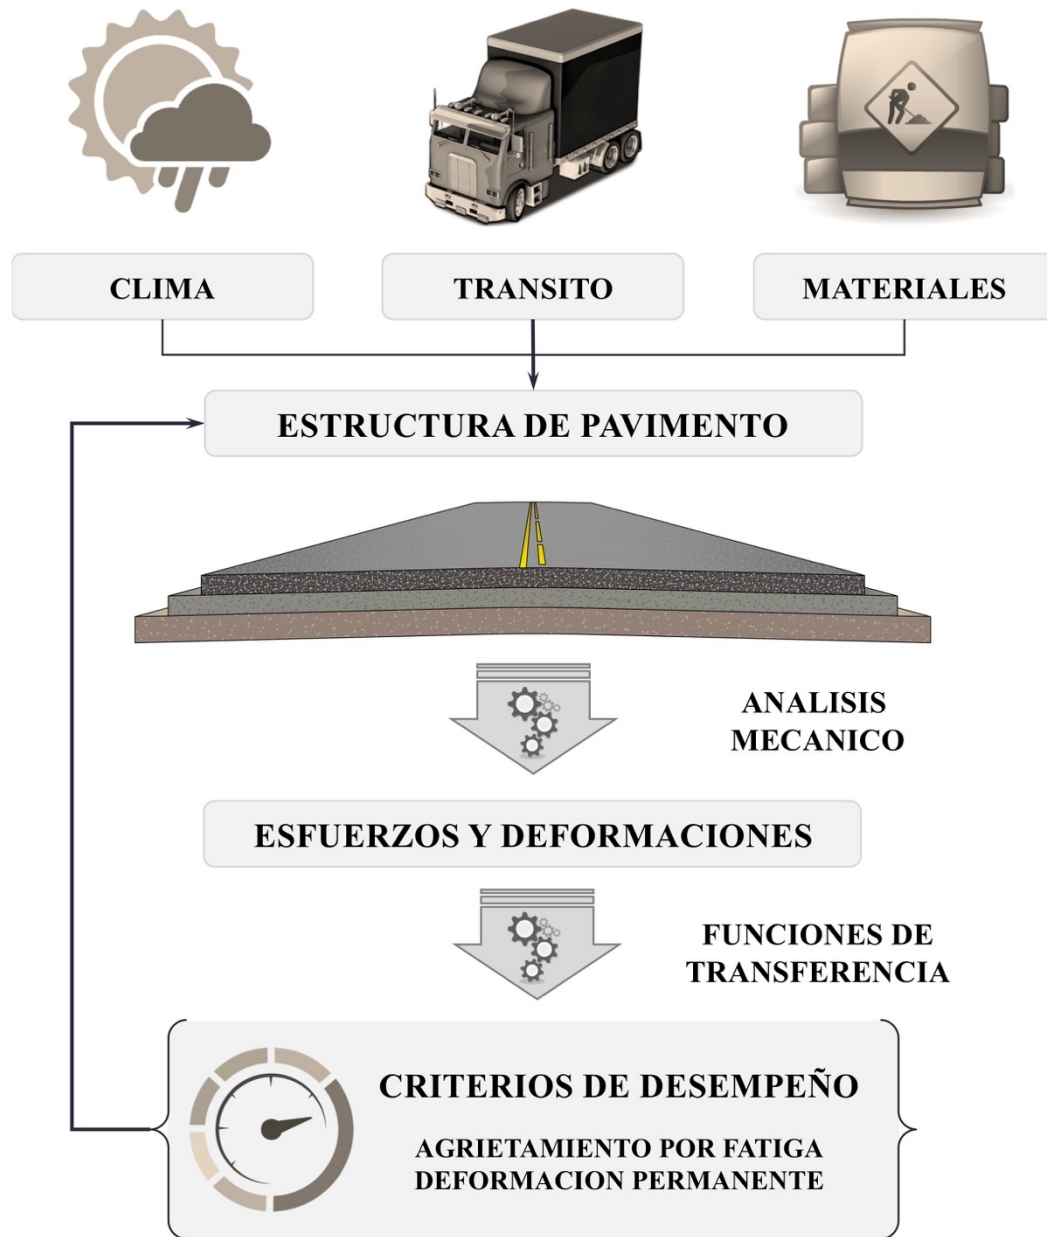 CLIMA
TRANSITO
MATERIALES
ESTRUCTURA DE PAVIMENTO
ANALISIS
MECANICO
ESFUERZOS Y DEFORMACIONES
FUNCIONES DE
TRANSFERENCIA
CRITERIOS DE DESEMPEÑO
AGRIETAMIENTO POR FATIGA
DEFORMACION PERMANENTE